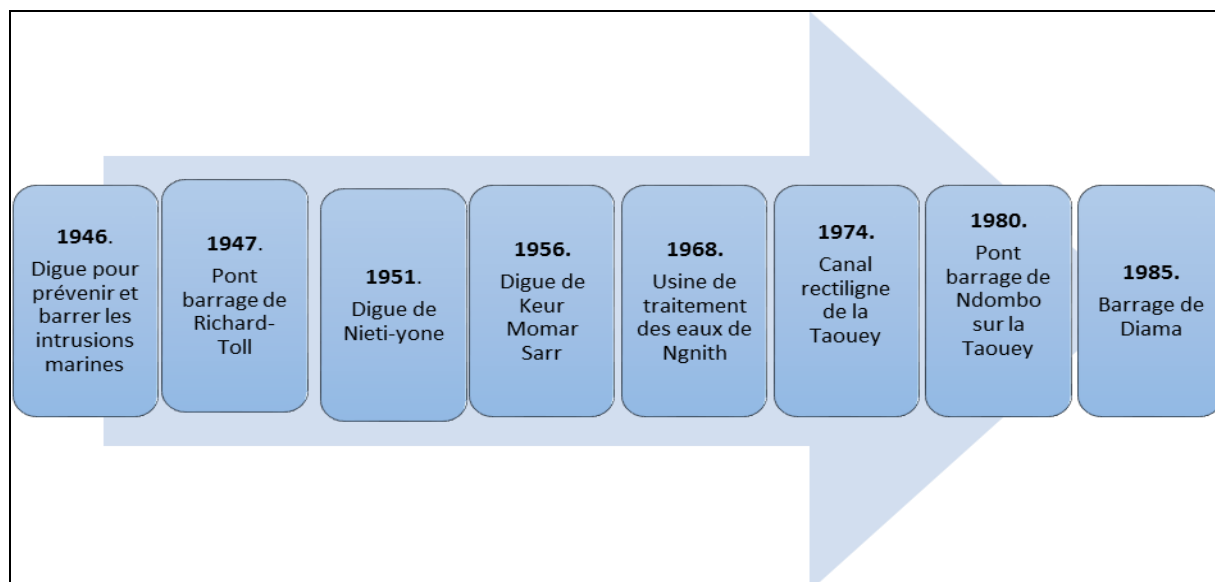 1946.
Digue pour
prévenir et
barrer les
intrusions
marines
1947.
Pont
barrage de
Richard-
Toll
1951.
Digue de
Nieti-yone
1956.
Digue de
Keur
Momar
Sarr
1968.
Usine de
traitement
des eaux de
Ngnith
1974.
Canal
rectiligne
de la
Taouey
1980.
Pont
barrage de
Ndombo
sur la
Taouey
1985.
Barrage de
Diama